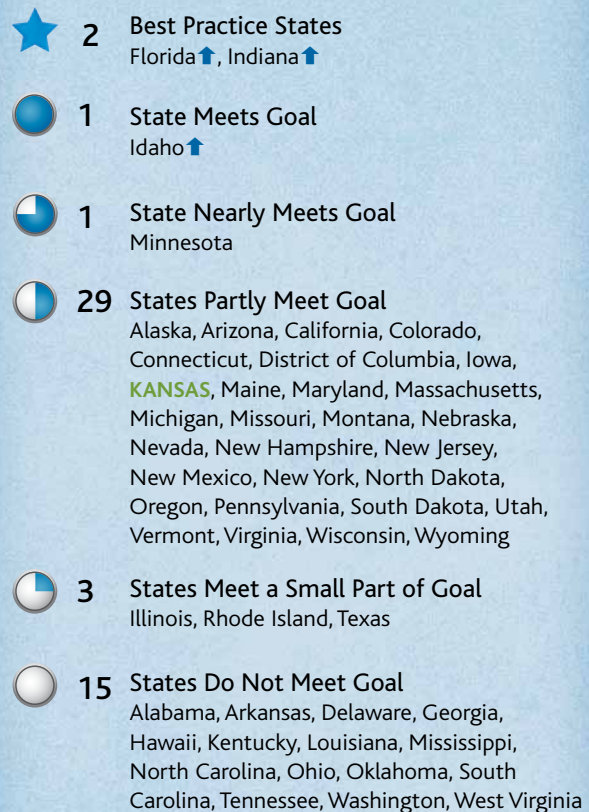 2 Best Practice States
Florida⬆, Indiana⬆
1 State Meets Goal
Idaho⬆
1 State Nearly Meets Goal
Minnesota
29 States Partly Meet Goal
Alaska, Arizona, California, Colorado,
Connecticut, District of Columbia, Iowa,
KANSAS, Maine, Maryland, Massachusetts,
Michigan, Missouri, Montana, Nebraska,
Nevada, New Hampshire, New Jersey,
New Mexico, New York, North Dakota,
Oregon, Pennsylvania, South Dakota, Utah,
Vermont, Virginia, Wisconsin, Wyoming
3 States Meet a Small Part of Goal
Illinois, Rhode Island, Texas
15 States Do Not Meet Goal
Alabama, Arkansas, Delaware, Georgia,
Hawaii, Kentucky, Louisiana, Mississippi,
North Carolina, Ohio, Oklahoma, South
Carolina, Tennessee, Washington, West Virginia